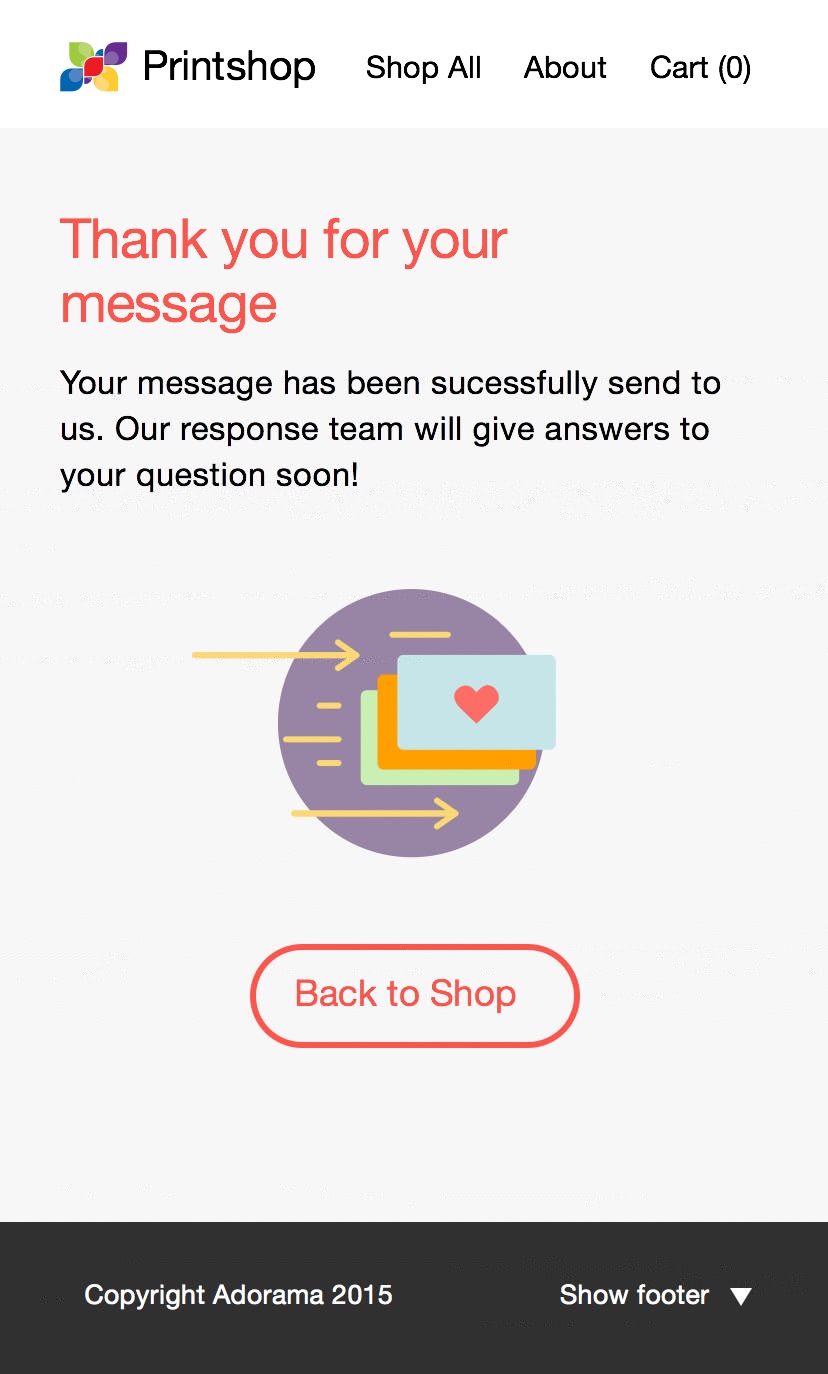 Printshop Shop All About Cart (0)
Thank you for your
message
Your message has been sucessfully send to
us. Our response team will give answers to
your question soon!
Back to Shop
Copyright Adorama 2015 Show footer ▼